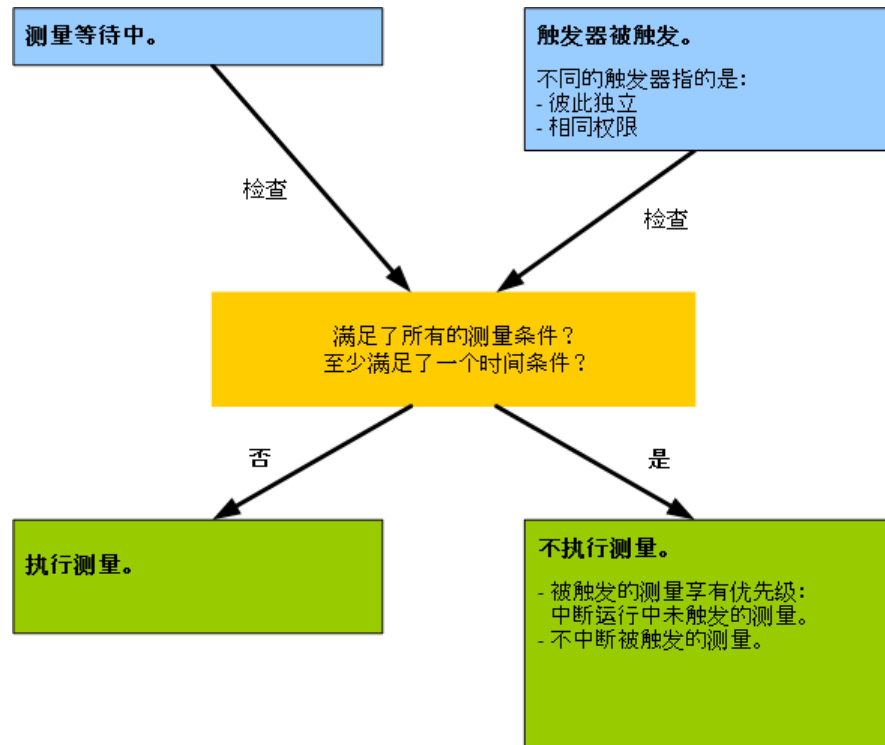 测量等待中。
触发器被触发。
不同的触发器指的是：
- 彼此独立
- 相同权限
检查
检查
满足了所有的测量条件？
至少满足了一个时间条件？
否
是
执行测量。
不执行测量。
- 被触发的测量享有优先级：
中断运行中未触发的测量。
- 不中断被触发的测量。